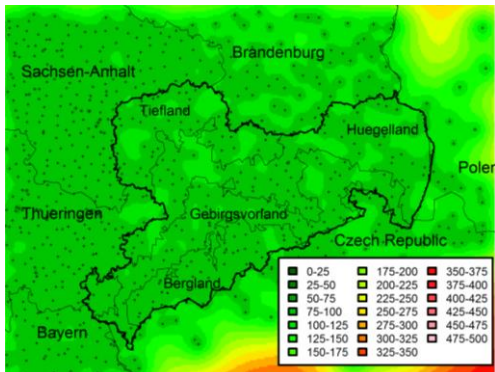 Brandenburg
Sachsen-Anhalt
Tiefland
Huegelland
Polen
Thueringen
Gebirgsvorland
Czech Republic
Bergland
Bayern
0-25
25-50
50-75
75-100
100-125
125-150
150-175
175-200
200-225
225-250
250-275
275-300
300-325
325-350
350-375
375-400
400-425
425-450
450-475
475-500